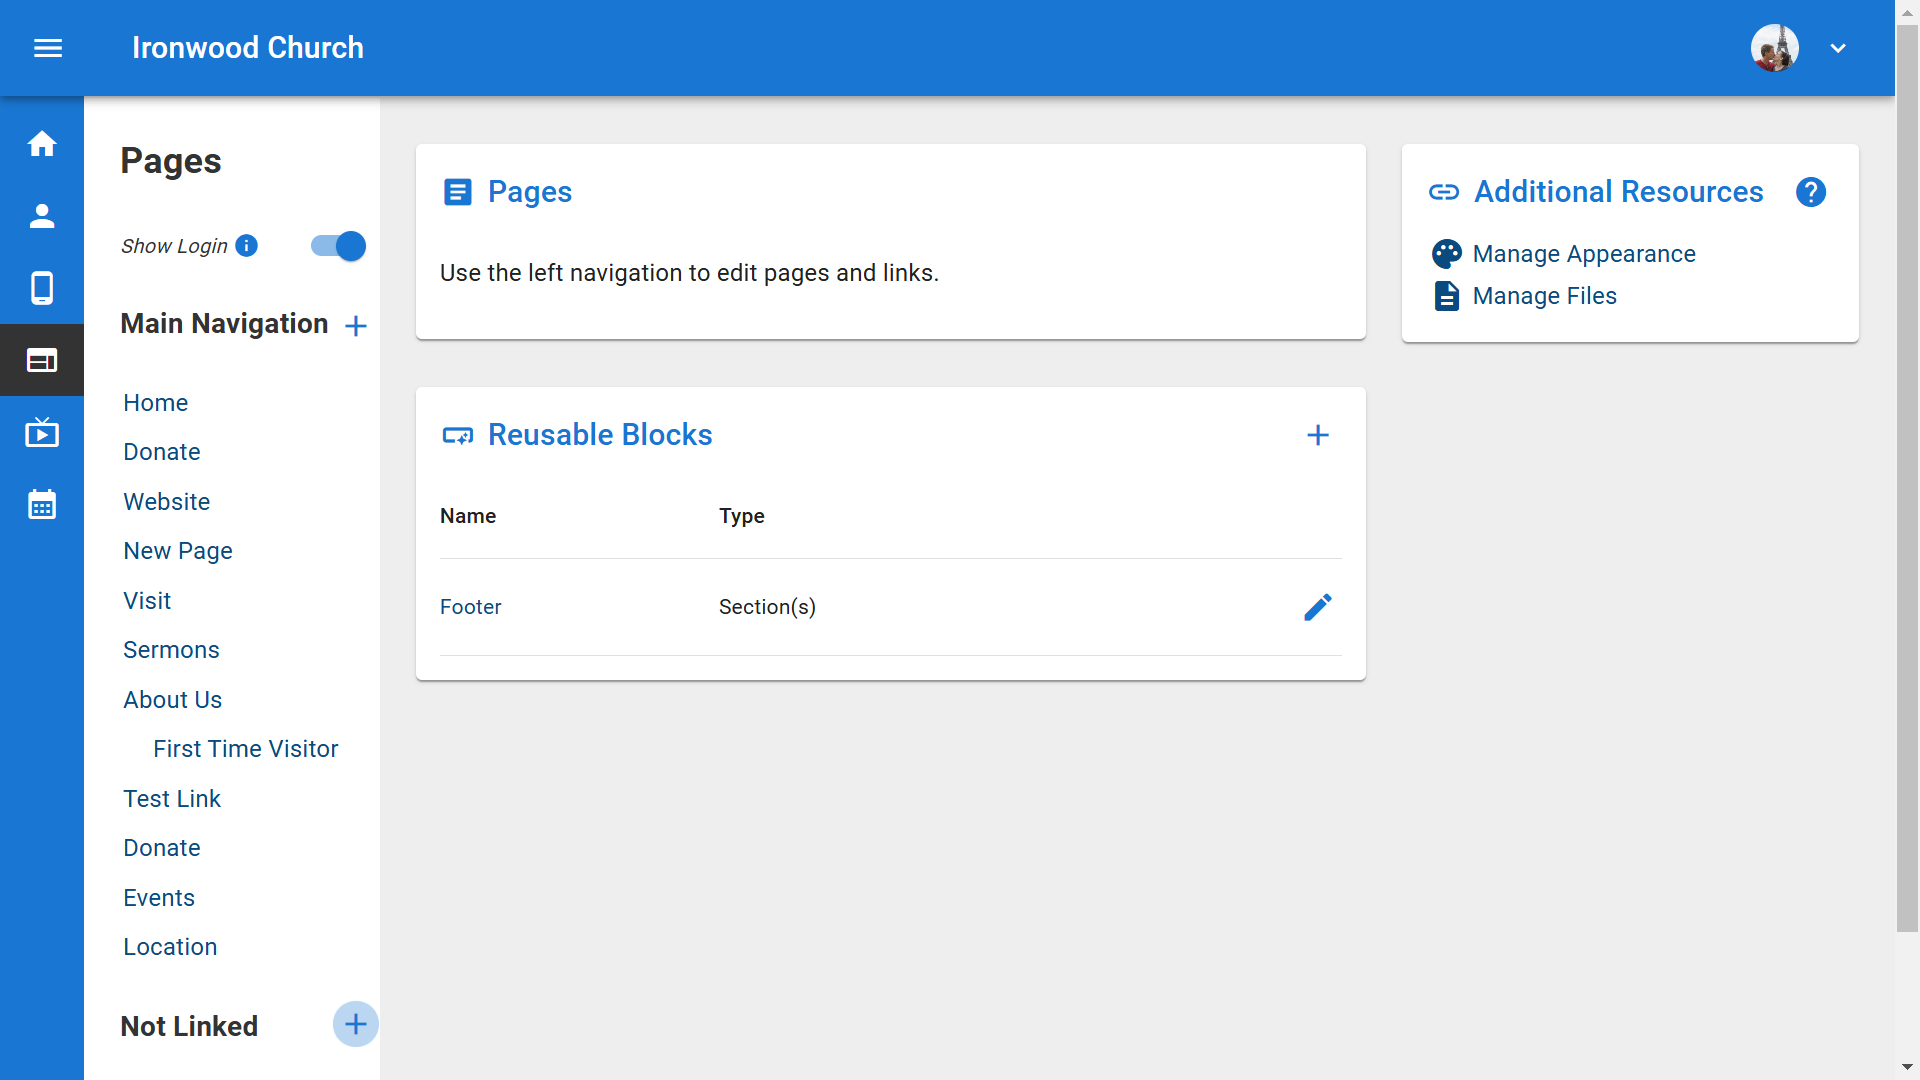 Ironwood Church
Pages
Show Login
Main Navigation
Home
Donate
Website
New Page
Visit
Sermons
About Us
First Time Visitor
Test Link
Donate
Events
Location
Not Linked
Pages
Use the left navigation to edit pages and links.
Reusable Blocks
Name Type
Footer Section(s)
Additional Resources
Manage Appearance
Manage Files